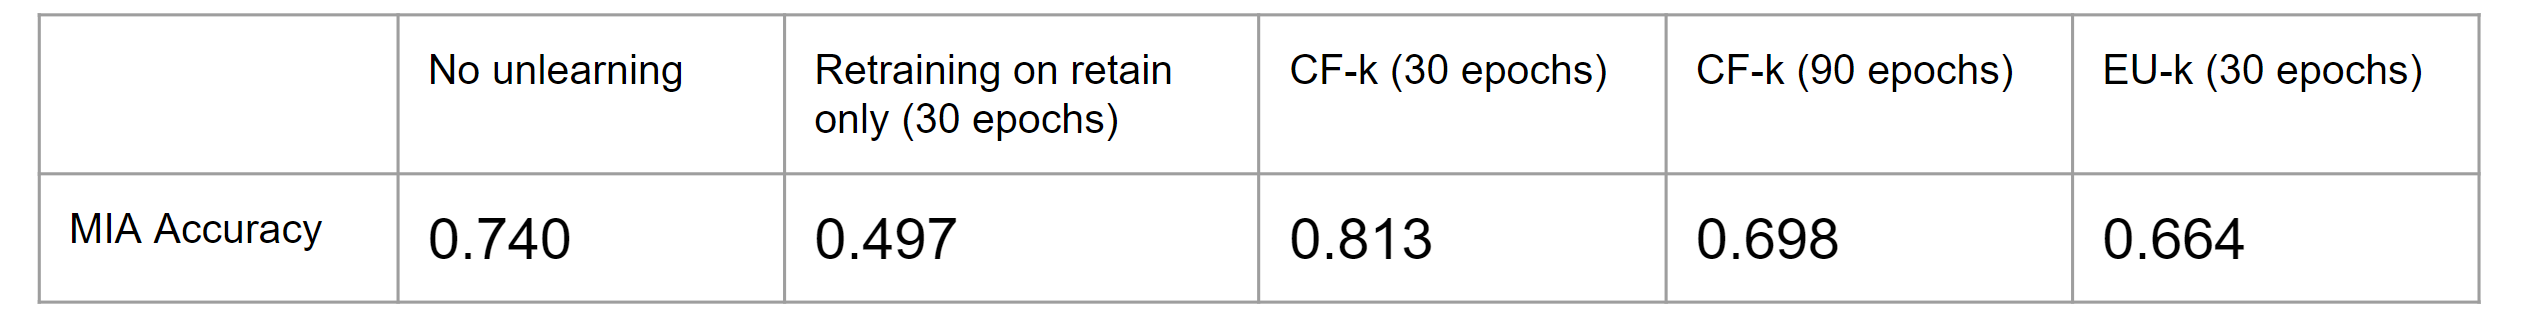 No unlearning
Retraining on retain
only (30 epochs)
CF-k (30 epochs)
CF-k (90 epochs)
EU-k (30 epochs)
MIA Accuracy
0.740
0.497
0.813
0.698
0.664